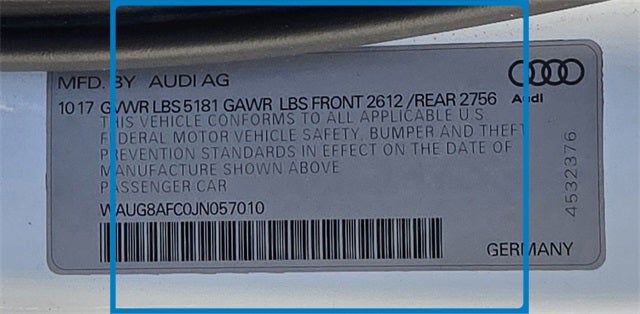 MFD. BY AUDI AG
10 17 GVWR LBS 5181 GAWR LBS FRONT 2612 /REAR 2756
Audi
THIS VEHICLE CONFORMS TO ALL APPLICABLE U S
FEDERAL MOTOR VEHICLE SAFETY, BUMPER AND THEFT
PREVENTION STANDARDS IN EFFECT ON THE DATE OF
MANUFACTURE SHOWN ABOVE
PASSENGER CAR
WAUG8AFC0JN057010
4532376
GERMANY